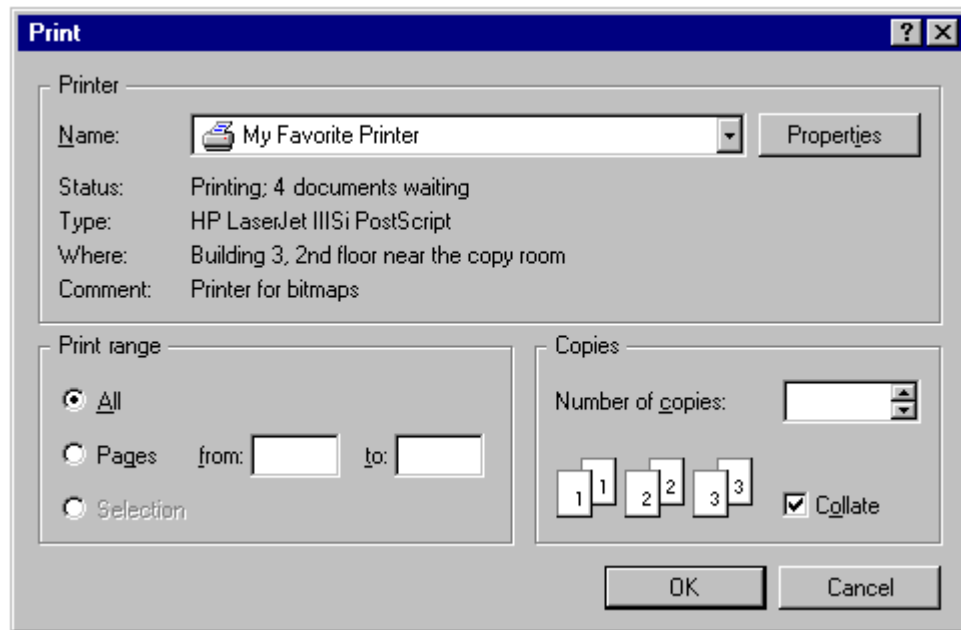 Print
Printer
Name: My Favorite Printer Properties
Status: Printing; 4 documents waiting
Type: HP LaserJet IIISi PostScript
Where: Building 3, 2nd floor near the copy room
Comment: Printer for bitmaps
Print range
All
Pages from: to:
Selection
Copies
Number of copies:
1 1 2 2 3 3
Collate
OK Cancel